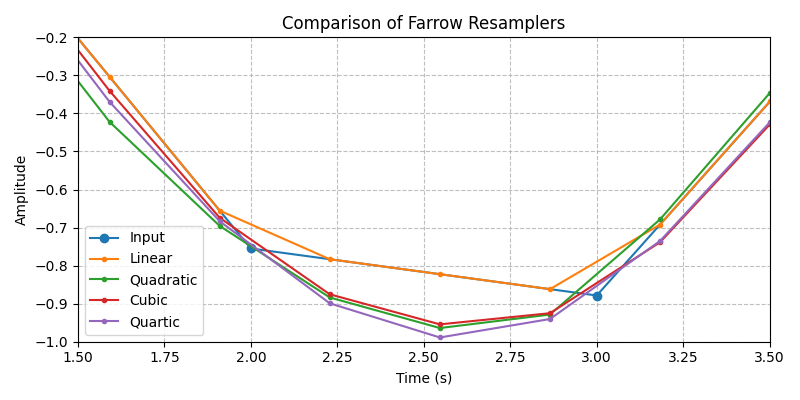 Comparison of Farrow Resamplers
−0.2
−0.3
−0.4
−0.5
−0.6
−0.7
−0.8
−0.9
−1.0
Amplitude
Input
Linear
Quadratic
Cubic
Quartic
1.50 1.75 2.00 2.25 2.50 2.75 3.00 3.25 3.50
Time (s)